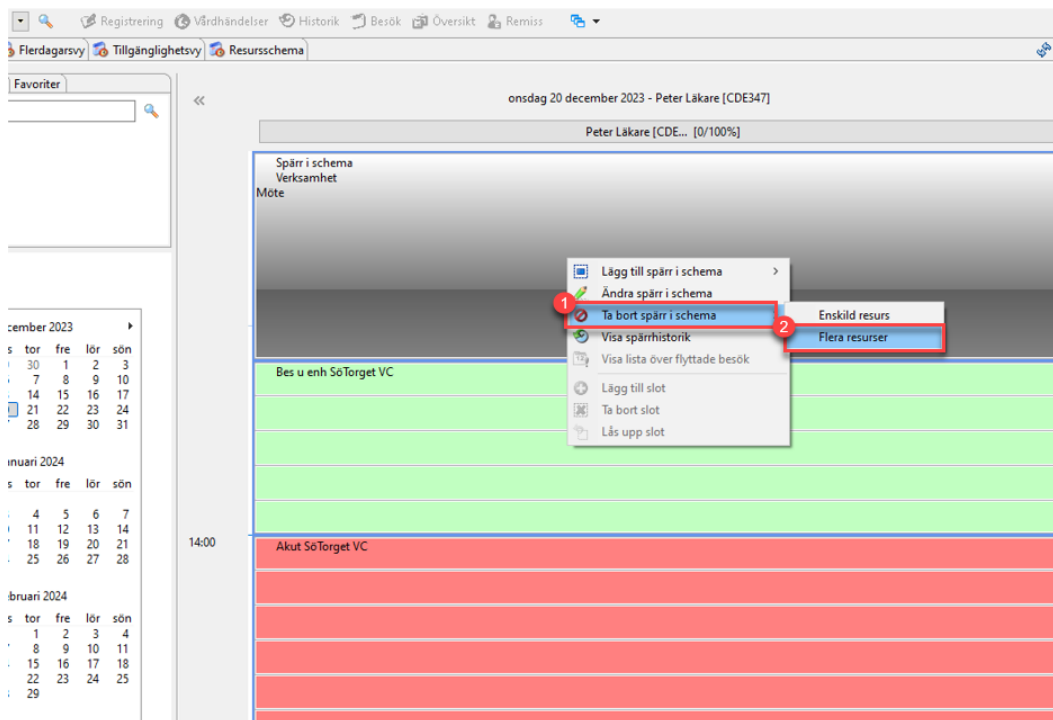 Registrering Vårdhändelser Historik Besök Översikt Remiss
Flerdagarsvy Tillgänglighetsvy Resursschema
Favoriter
onsdag 20 december 2023 - Peter Läkare [CDE347]
Peter Läkare [CDE... [0/100%]
Spärr i schema
Verksamhet
Möte
Lägg till spärr i schema
Ändra spärr i schema
1
Ta bort spärr i schema
Enskild resurs
2
Visa spärrhistorik
Flera resurser
Visa lista över flyttade besök
Lägg till slot
Ta bort slot
Lås upp slot
Bes u enh SöTorget VC
14:00
Akut SöTorget VC
2023
tor fre lör sön
30 1 2 3
7 8 9 10
14 15 16 17
21 22 23 24
28 29 30 31
2024
tor fre lör sön
4 5 6 7
11 12 13 14
18 19 20 21
25 26 27 28
2024
tor fre lör sön
1 2 3 4
8 9 10 11
15 16 17 18
22 23 24 25
29